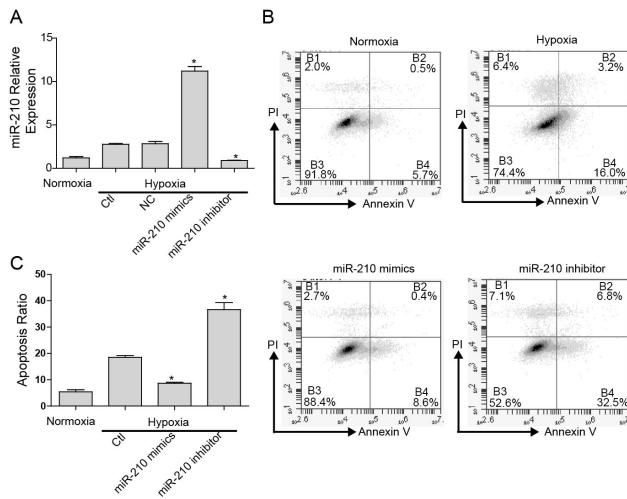 A
miR-210 Relative
Expression
15
10
5
0
Normoxia
Hypoxia
Ctl
NC
miR-210 mimics
miR-210 inhibitor
*
*
B
Normoxia
B1
2.0%
B2
0.5%
B3
91.8%
B4
5.7%
PI
Annexin V
Hypoxia
B1
6.4%
B2
3.2%
B3
74.4%
B4
16.0%
PI
Annexin V
C
Apoptosis Ratio
50
40
30
20
10
0
Normoxia
Hypoxia
Ctl
miR-210 mimics
miR-210 inhibitor
*
*
miR-210 mimics
B1
2.7%
B2
0.4%
B3
88.4%
B4
8.6%
PI
Annexin V
miR-210 inhibitor
B1
7.1%
B2
6.8%
B3
52.6%
B4
32.5%
PI
Annexin V